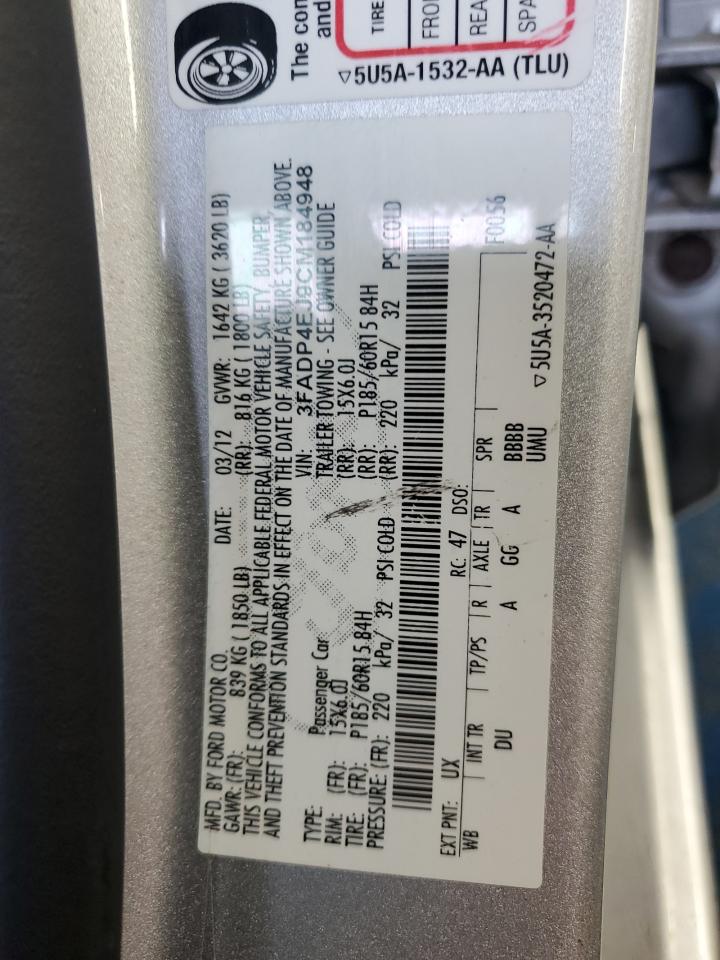 The con
and
TIRE
FRO
REA
SPA
▽5U5A-1532-AA (TLU)
MFD. BY FORD MOTOR CO. DATE: 03/12 GVWR: 1642 KG ( 3620 LB)
GAWR: (FR): 839 KG ( 1850 LB) (RR): 816 KG ( 1800 LB)
THIS VEHICLE CONFORMS TO ALL APPLICABLE FEDERAL MOTOR VEHICLE SAFETY, BUMPER,
AND THEFT PREVENTION STANDARDS IN EFFECT ON THE DATE OF MANUFACTURE SHOWN ABOVE.
VIN: 3FADP4EJ9CM184948
TYPE: Passenger Car TRAILER TOWING - SEE OWNER GUIDE
RIM: (FR): 15X6.0J (RR): 15X6.0J
TIRE: (FR): P185/60R15 84H (RR): P185/60R15 84H
PRESSURE: (FR): 220 kPa/ 32 PSI COLD (RR): 220 kPa/ 32 PSI COLD
EXT PNT: UX RC: 47 DSO: F0056
WB INT TR TP/PS R AXLE TR SPR
DU A GG A BBBB
UMU
▽5U5A-3520472-AA